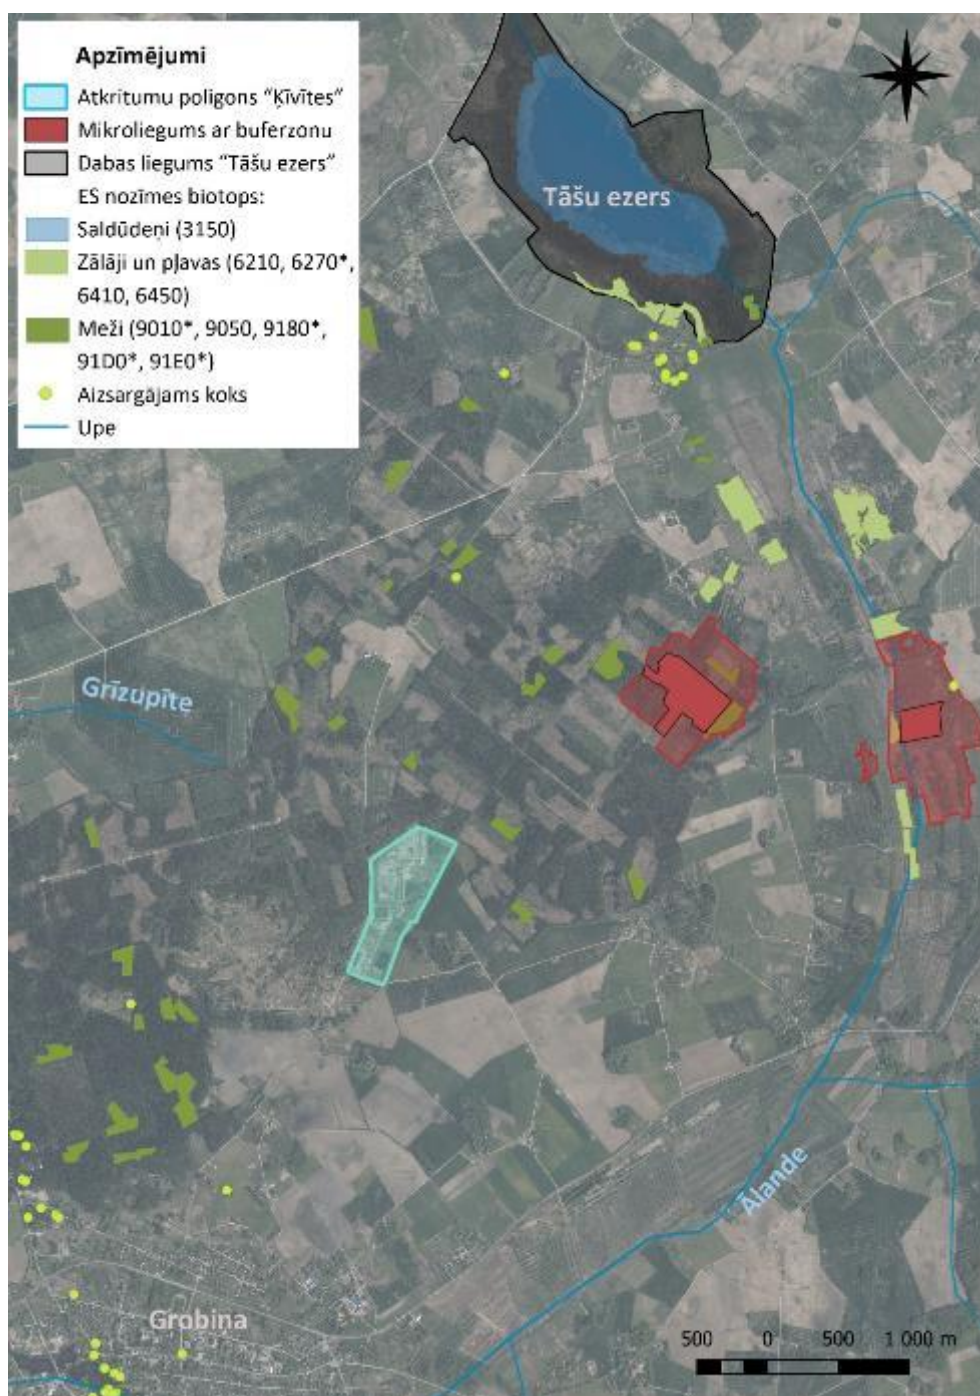 Apzīmējumi
Atkritumu poligons “Ķīvītes”
Mikroliegums ar buferzonu
Dabas liegums “Tāšu ezers”
ES nozīmes biotops:
Saldūdeņi (3150)
Zālāji un pļavas (6210, 6270*,
6410, 6450)
Meži (9010*, 9050, 9180*,
91D0*, 91E0*)
Aizsargājams koks
Upe
Tāšu ezers
Grīzupīte
Ālande
Grobiņa
500 0 500 1 000 m